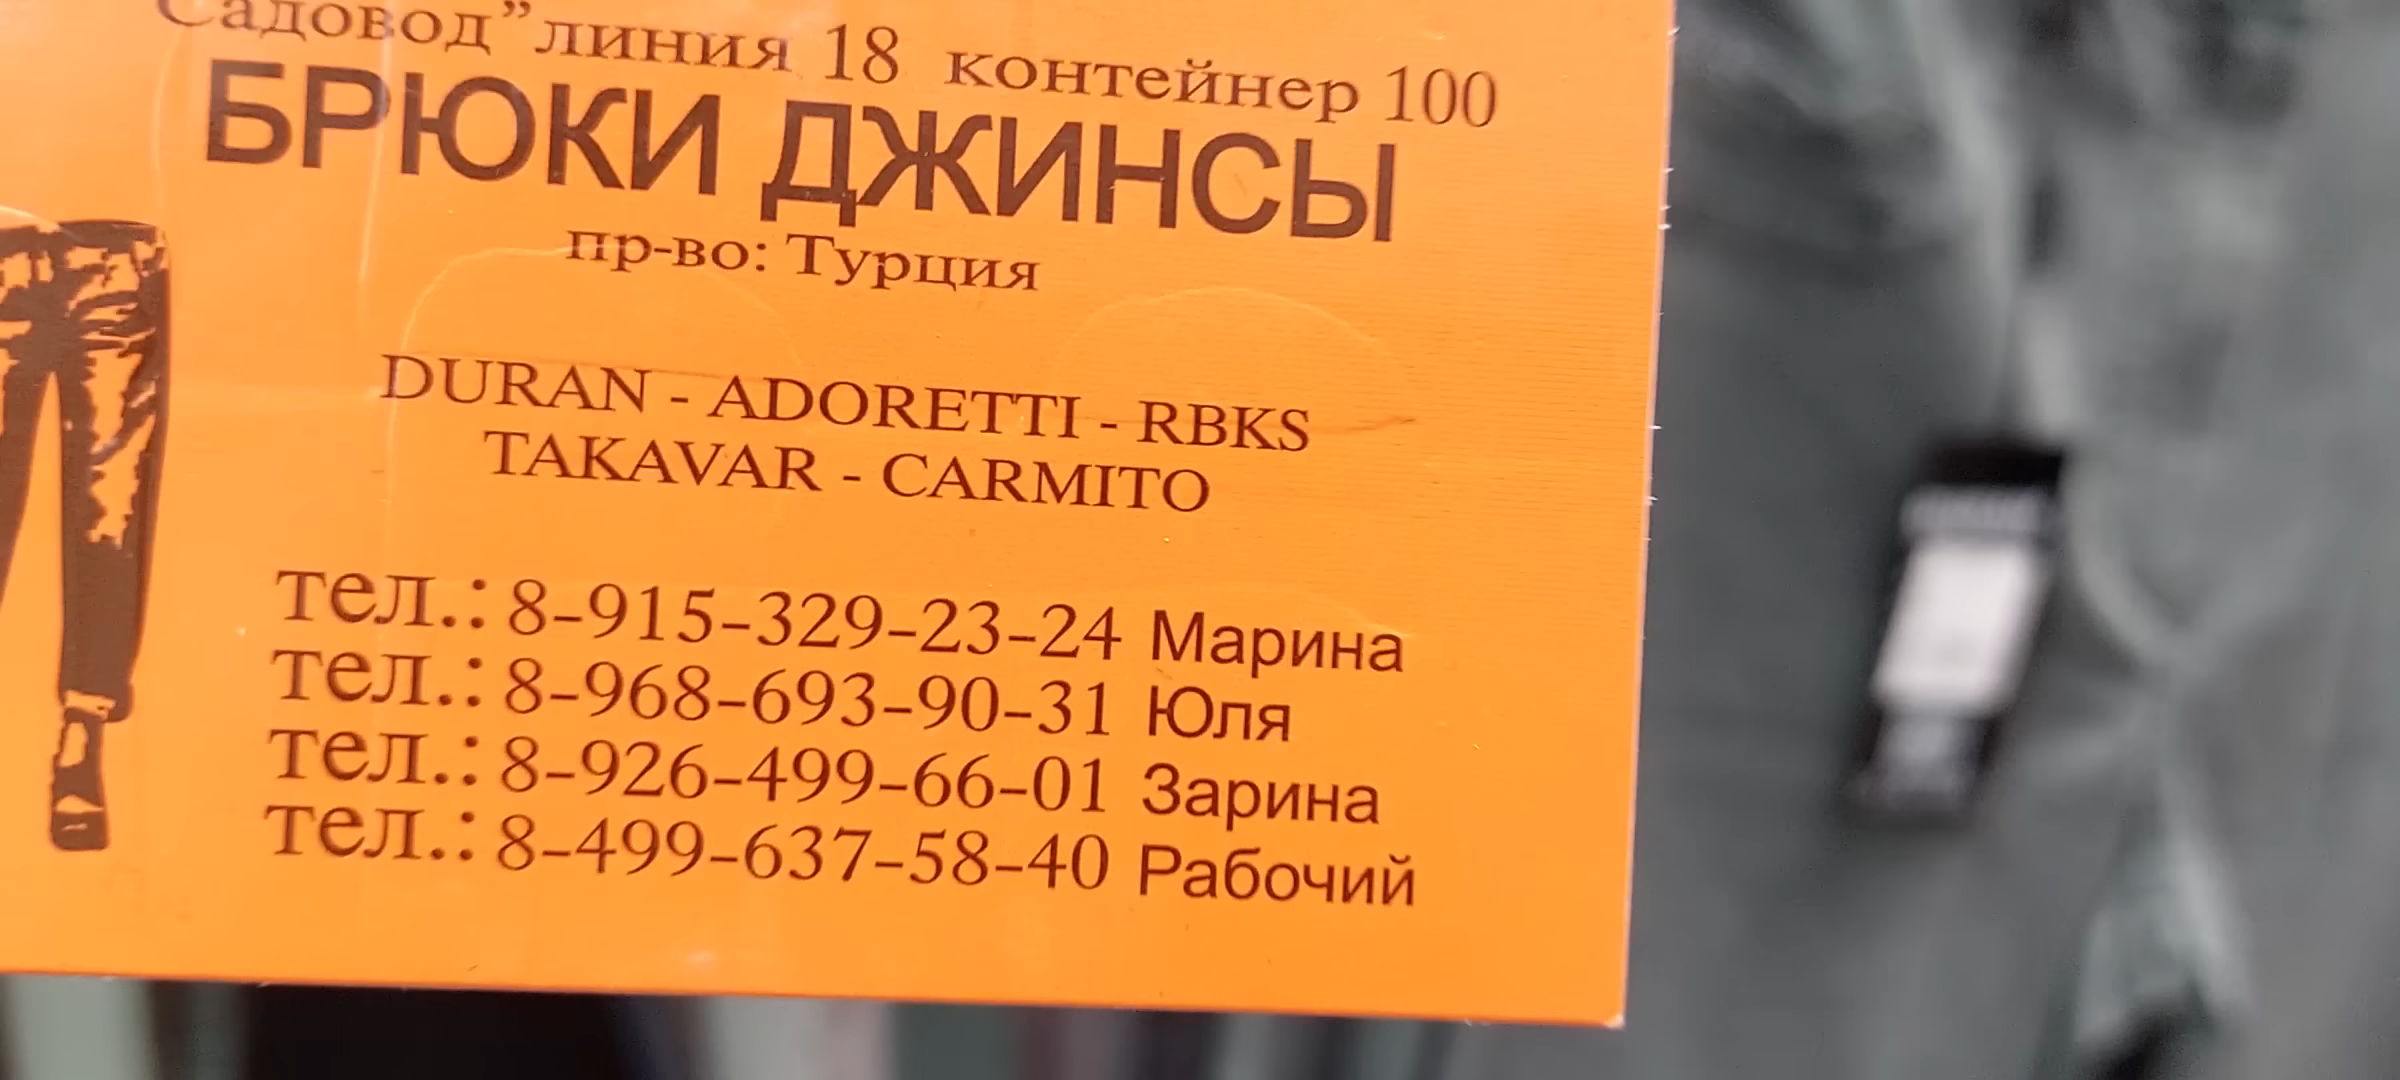 Садовод” линия 18 контейнер 100
БРЮКИ ДЖИНСЫ
пр-во: Турция
DURAN - ADORETTI - RBKS
TAKAVAR - CARMITO
тел.: 8-915-329-23-24 Марина
тел.: 8-968-693-90-31 Юля
тел.: 8-926-499-66-01 Зарина
тел.: 8-499-637-58-40 Рабочий